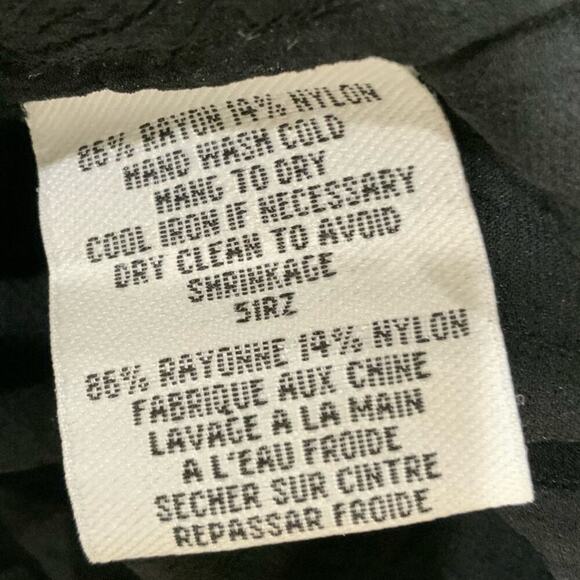 86% RAYON 14% NYLON
HAND WASH COLD
HANG TO DRY
COOL IRON IF NECESSARY
DRY CLEAN TO AVOID
SHRINKAGE
51RZ
86% RAYONNE 14% NYLON
FABRIQUE AUX CHINE
LAVAGE A LA MAIN
A L'EAU FROIDE
SECHER SUR CINTRE
REPASSAR FROIDE